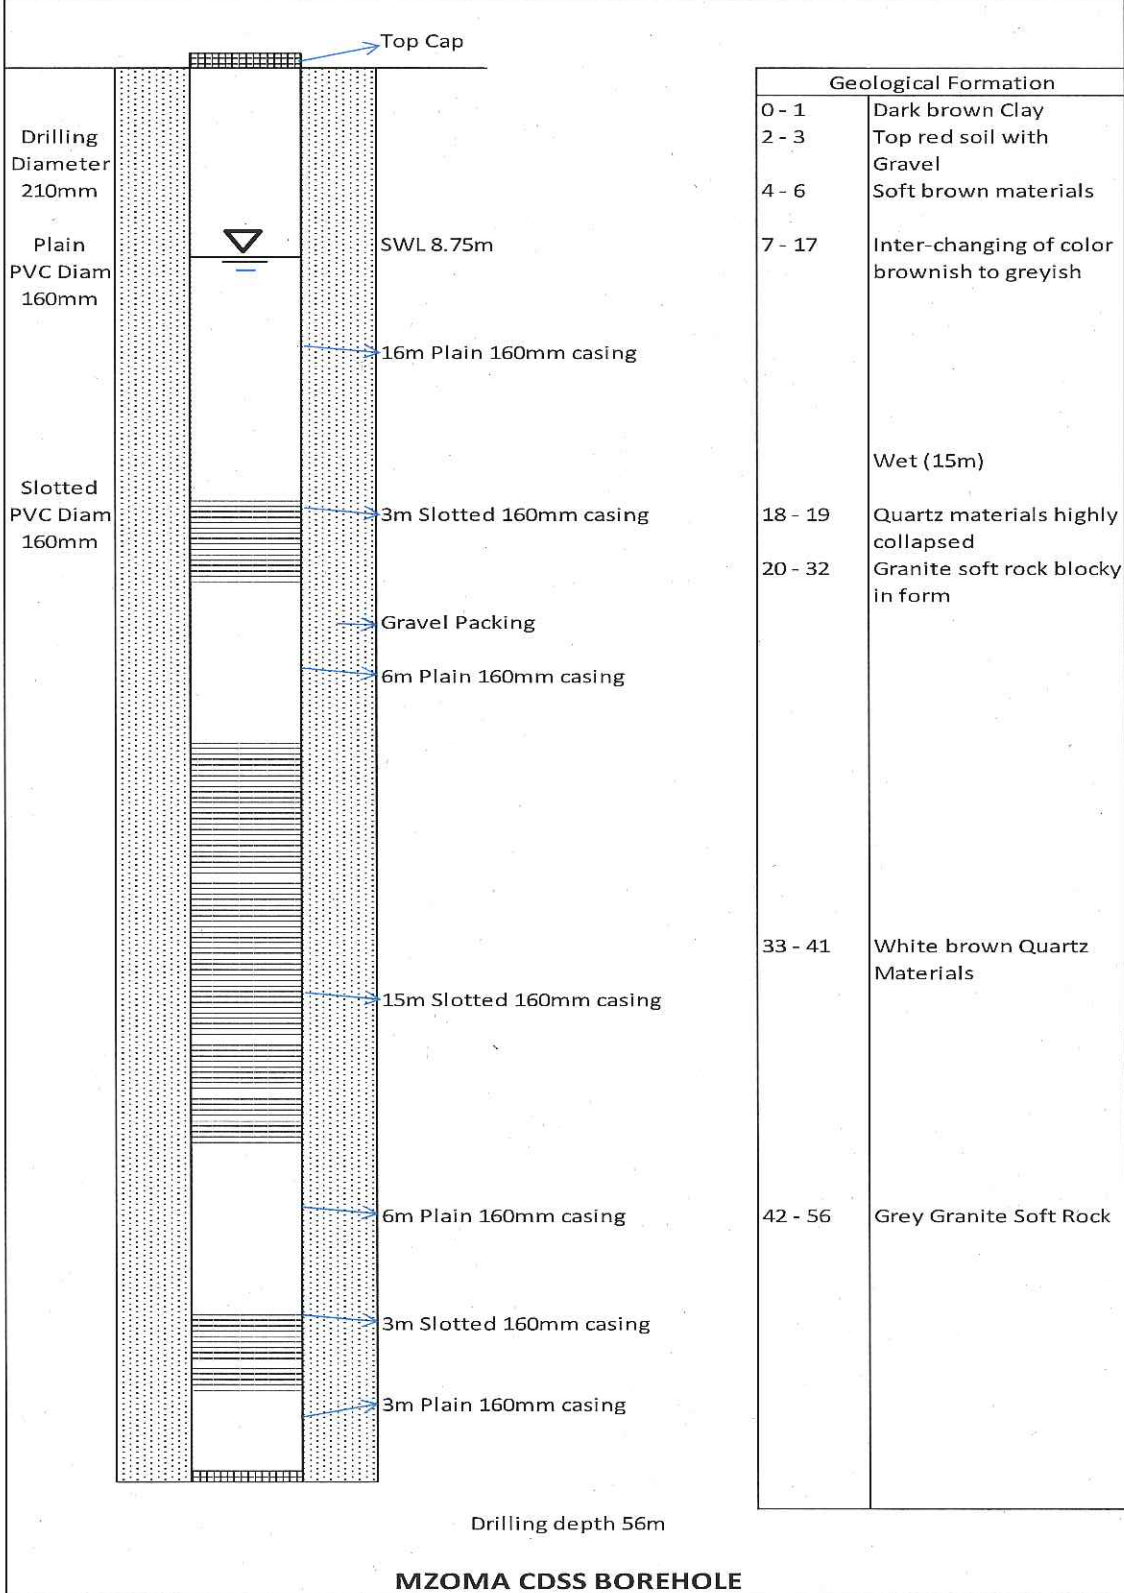 Top Cap
Drilling
Diameter
210mm
Plain
PVC Diam
160mm
Slotted
PVC Diam
160mm
SWL 8.75m
16m Plain 160mm casing
3m Slotted 160mm casing
Gravel Packing
6m Plain 160mm casing
15m Slotted 160mm casing
6m Plain 160mm casing
3m Slotted 160mm casing
3m Plain 160mm casing
Geological Formation
0 - 1 Dark brown Clay
2 - 3 Top red soil with
Gravel
4 - 6 Soft brown materials
7 - 17 Inter-changing of color
brownish to greyish
Wet (15m)
18 - 19 Quartz materials highly
collapsed
20 - 32 Granite soft rock blocky
in form
33 - 41 White brown Quartz
Materials
42 - 56 Grey Granite Soft Rock
Drilling depth 56m
MZOMA CDSS BOREHOLE